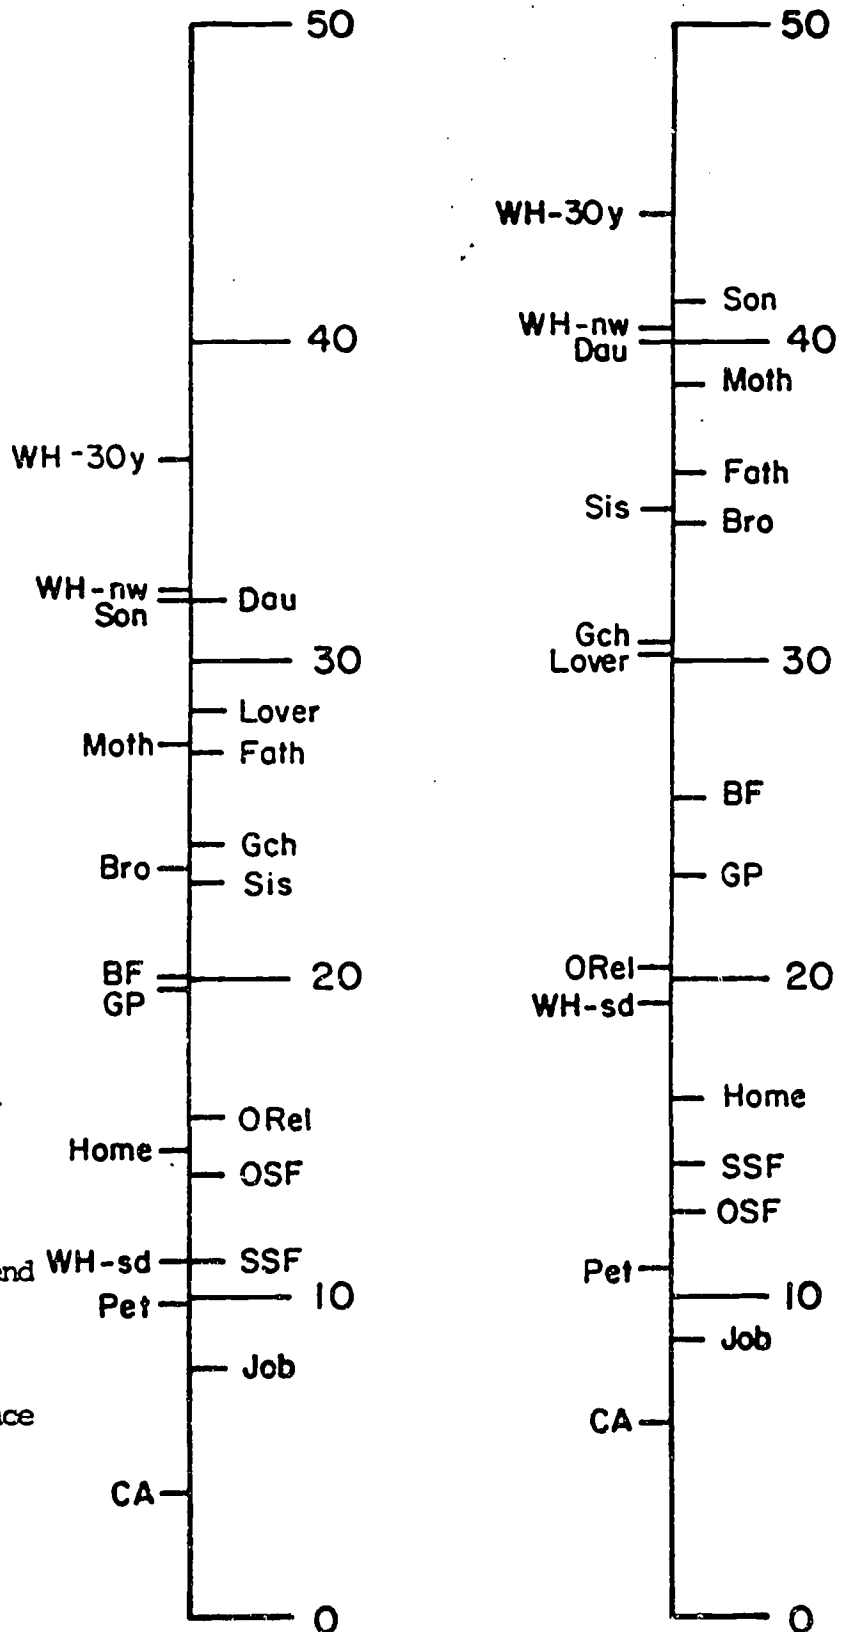 50 50
WH-30y
Son
WH-nw
40 Dau 40
Moth
WH-30y
Fath
Sis
Bro
WH-nw
Son Dau
Gch
30 Lover 30
Lover
Moth
Fath
BF
Gch
Bro
Sis
GP
BF 20 ORel 20
GP
WH-sd
Home
ORel
Home
SSF
OSF
OSF
end WH-sd SSF
Pet
Pet 10 10
Job
Job
ace
CA
CA
0 0